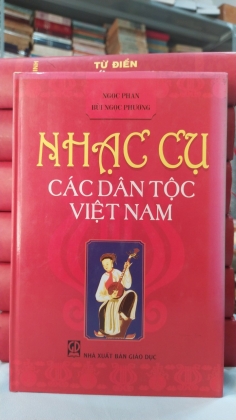 TỪ ĐIỂN
NGỌC PHAN
BÙI NGỌC PHƯƠNG
NHẠC CỤ
CÁC DÂN TỘC
VIỆT NAM
NHÀ XUẤT BẢN GIÁO DỤC